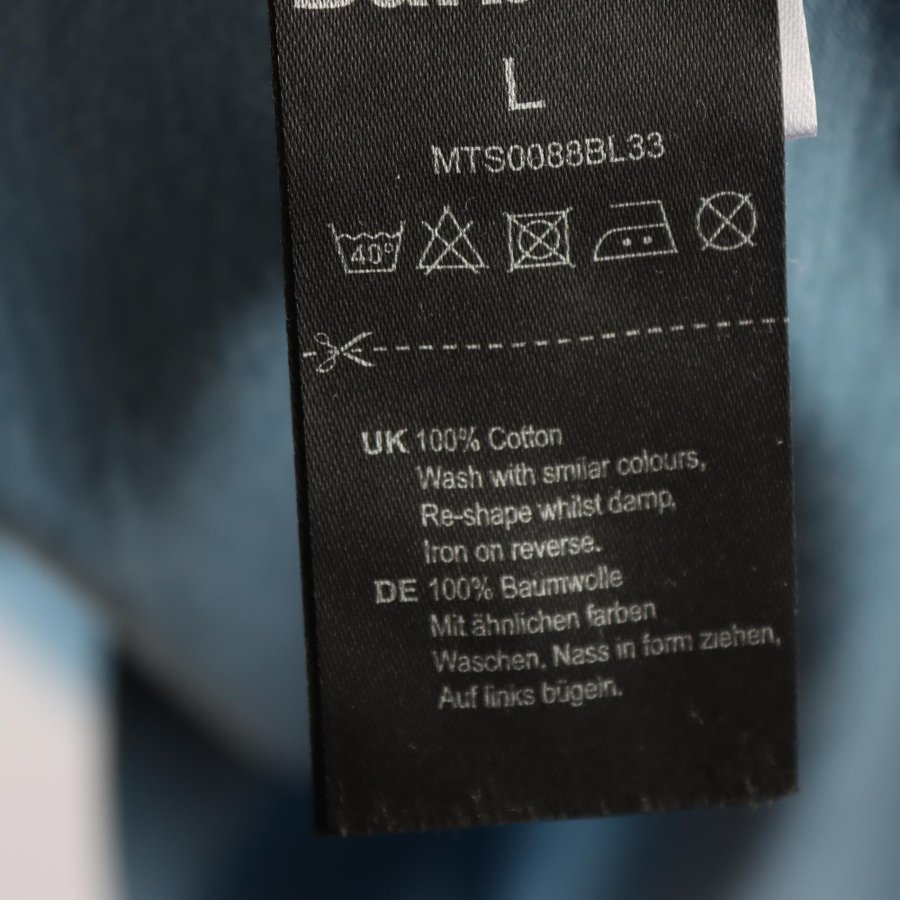 L
MTS0088BL33
40°
UK 100% Cotton
Wash with smilar colours,
Re-shape whilst damp,
Iron on reverse.
DE 100% Baumwolle
Mit ähnlichen farben
Waschen. Nass in form ziehen,
Auf links bügeln.